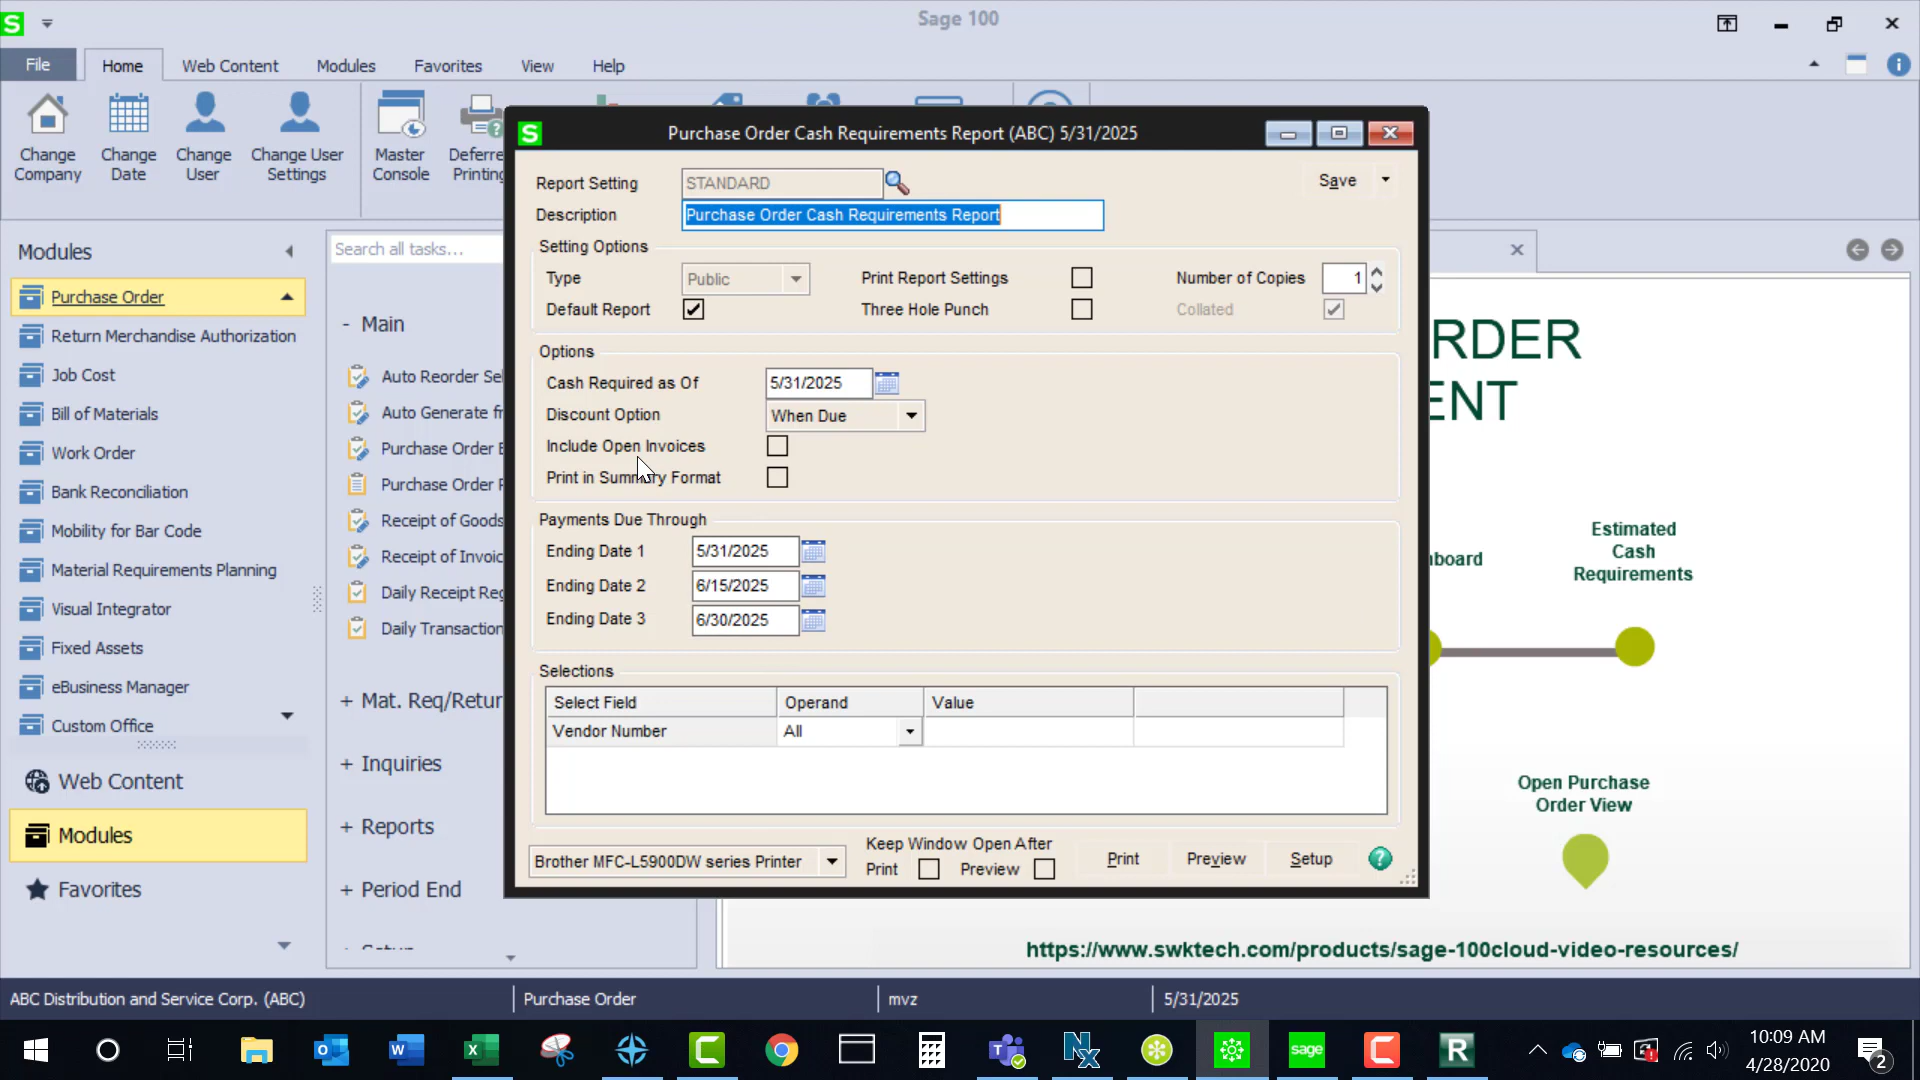 Sage 100
File
Home
Web Content
Modules
Favorites
View
Help
Change Company
Change Date
Change User
Change User Settings
Master Console
Deferre
Printing
Modules
Purchase Order
Return Merchandise Authorization
Job Cost
Bill of Materials
Work Order
Bank Reconciliation
Mobility for Bar Code
Material Requirements Planning
Visual Integrator
Fixed Assets
eBusiness Manager
Custom Office
Web Content
Modules
Favorites
Search all tasks...
- Main
Auto Reorder Sel
Auto Generate fr
Purchase Order E
Purchase Order F
Receipt of Goods
Receipt of Invoic
Daily Receipt Reg
Daily Transaction
+ Mat. Req/Retur
+ Inquiries
+ Reports
+ Period End
Purchase Order Cash Requirements Report (ABC) 5/31/2025
Report Setting
STANDARD
Save
Description
Purchase Order Cash Requirements Report
Setting Options
Type
Public
Print Report Settings
Number of Copies
1
Default Report
Three Hole Punch
Collated
Options
Cash Required as Of
5/31/2025
Discount Option
When Due
Include Open Invoices
Print in Summary Format
Payments Due Through
Ending Date 1
5/31/2025
Ending Date 2
6/15/2025
Ending Date 3
6/30/2025
Selections
Select Field
Operand
Value
Vendor Number
All
Brother MFC-L5900DW series Printer
Keep Window Open After
Print
Preview
Print
Preview
Setup
RDER
ENT
board
Estimated
Cash
Requirements
Open Purchase
Order View
https://www.swktech.com/products/sage-100cloud-video-resources/
ABC Distribution and Service Corp. (ABC)
Purchase Order
mvz
5/31/2025
sage
10:09 AM
4/28/2020
2